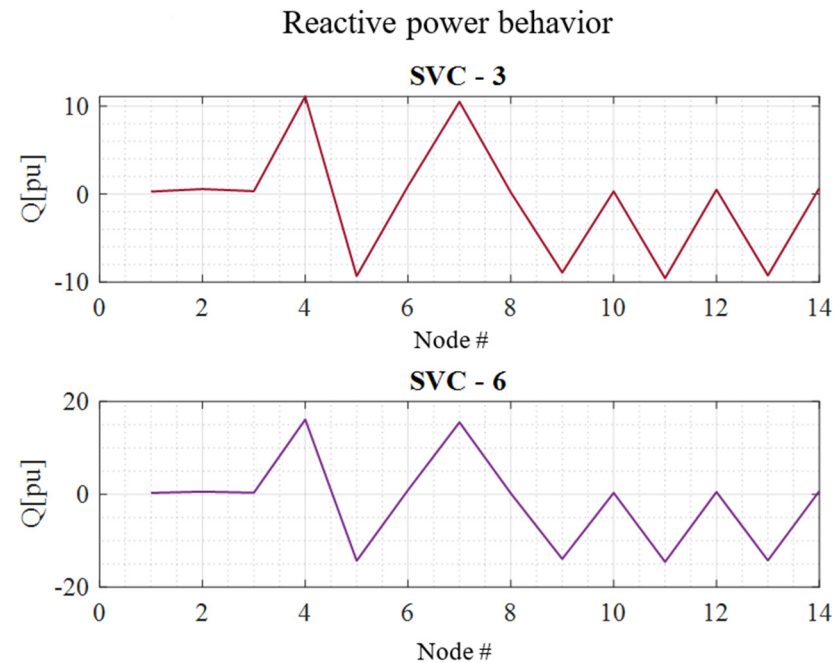 Reactive power behavior
SVC - 3
10
0
-10
Q[pu]
0 2 4 6 8 10 12 14
Node #
SVC - 6
20
0
-20
Q[pu]
0 2 4 6 8 10 12 14
Node #